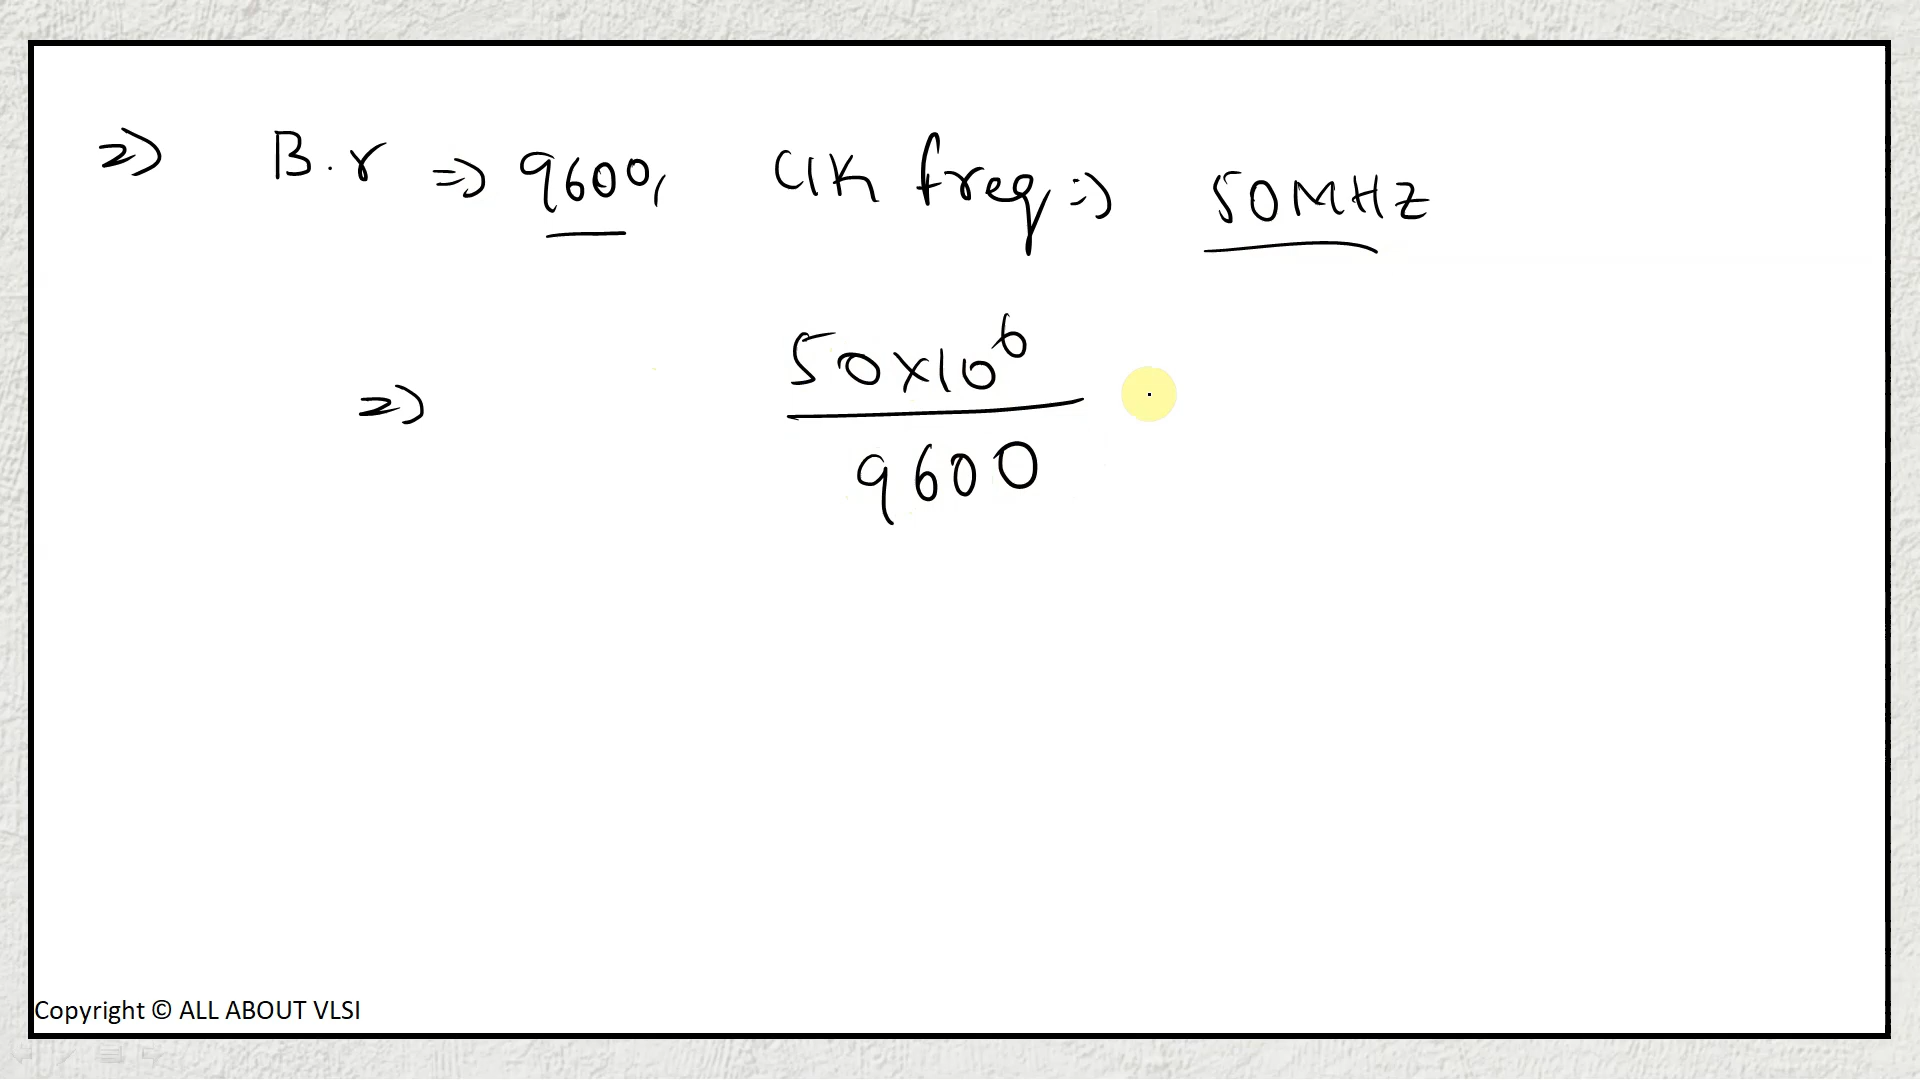 => B.r => 9600, Clk freq => 50MHZ
=> 50x10^6
9600
Copyright © ALL ABOUT VLSI